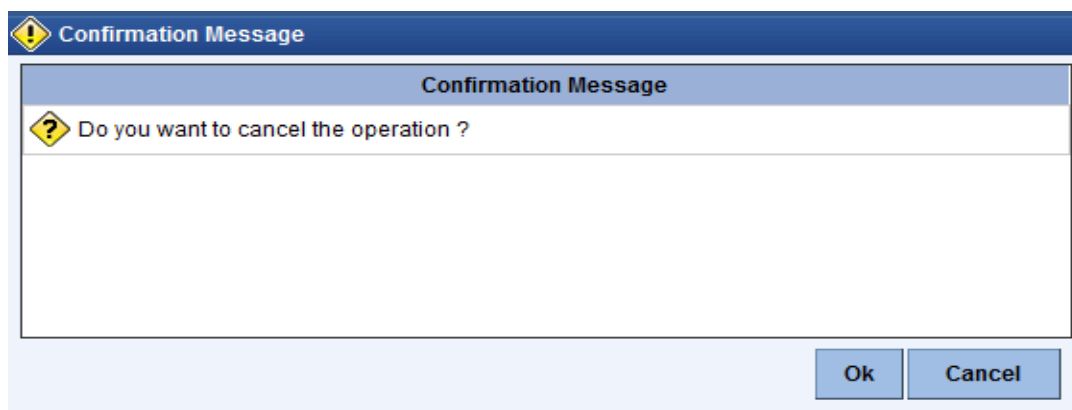 Confirmation Message
Confirmation Message
Do you want to cancel the operation ?
Ok Cancel